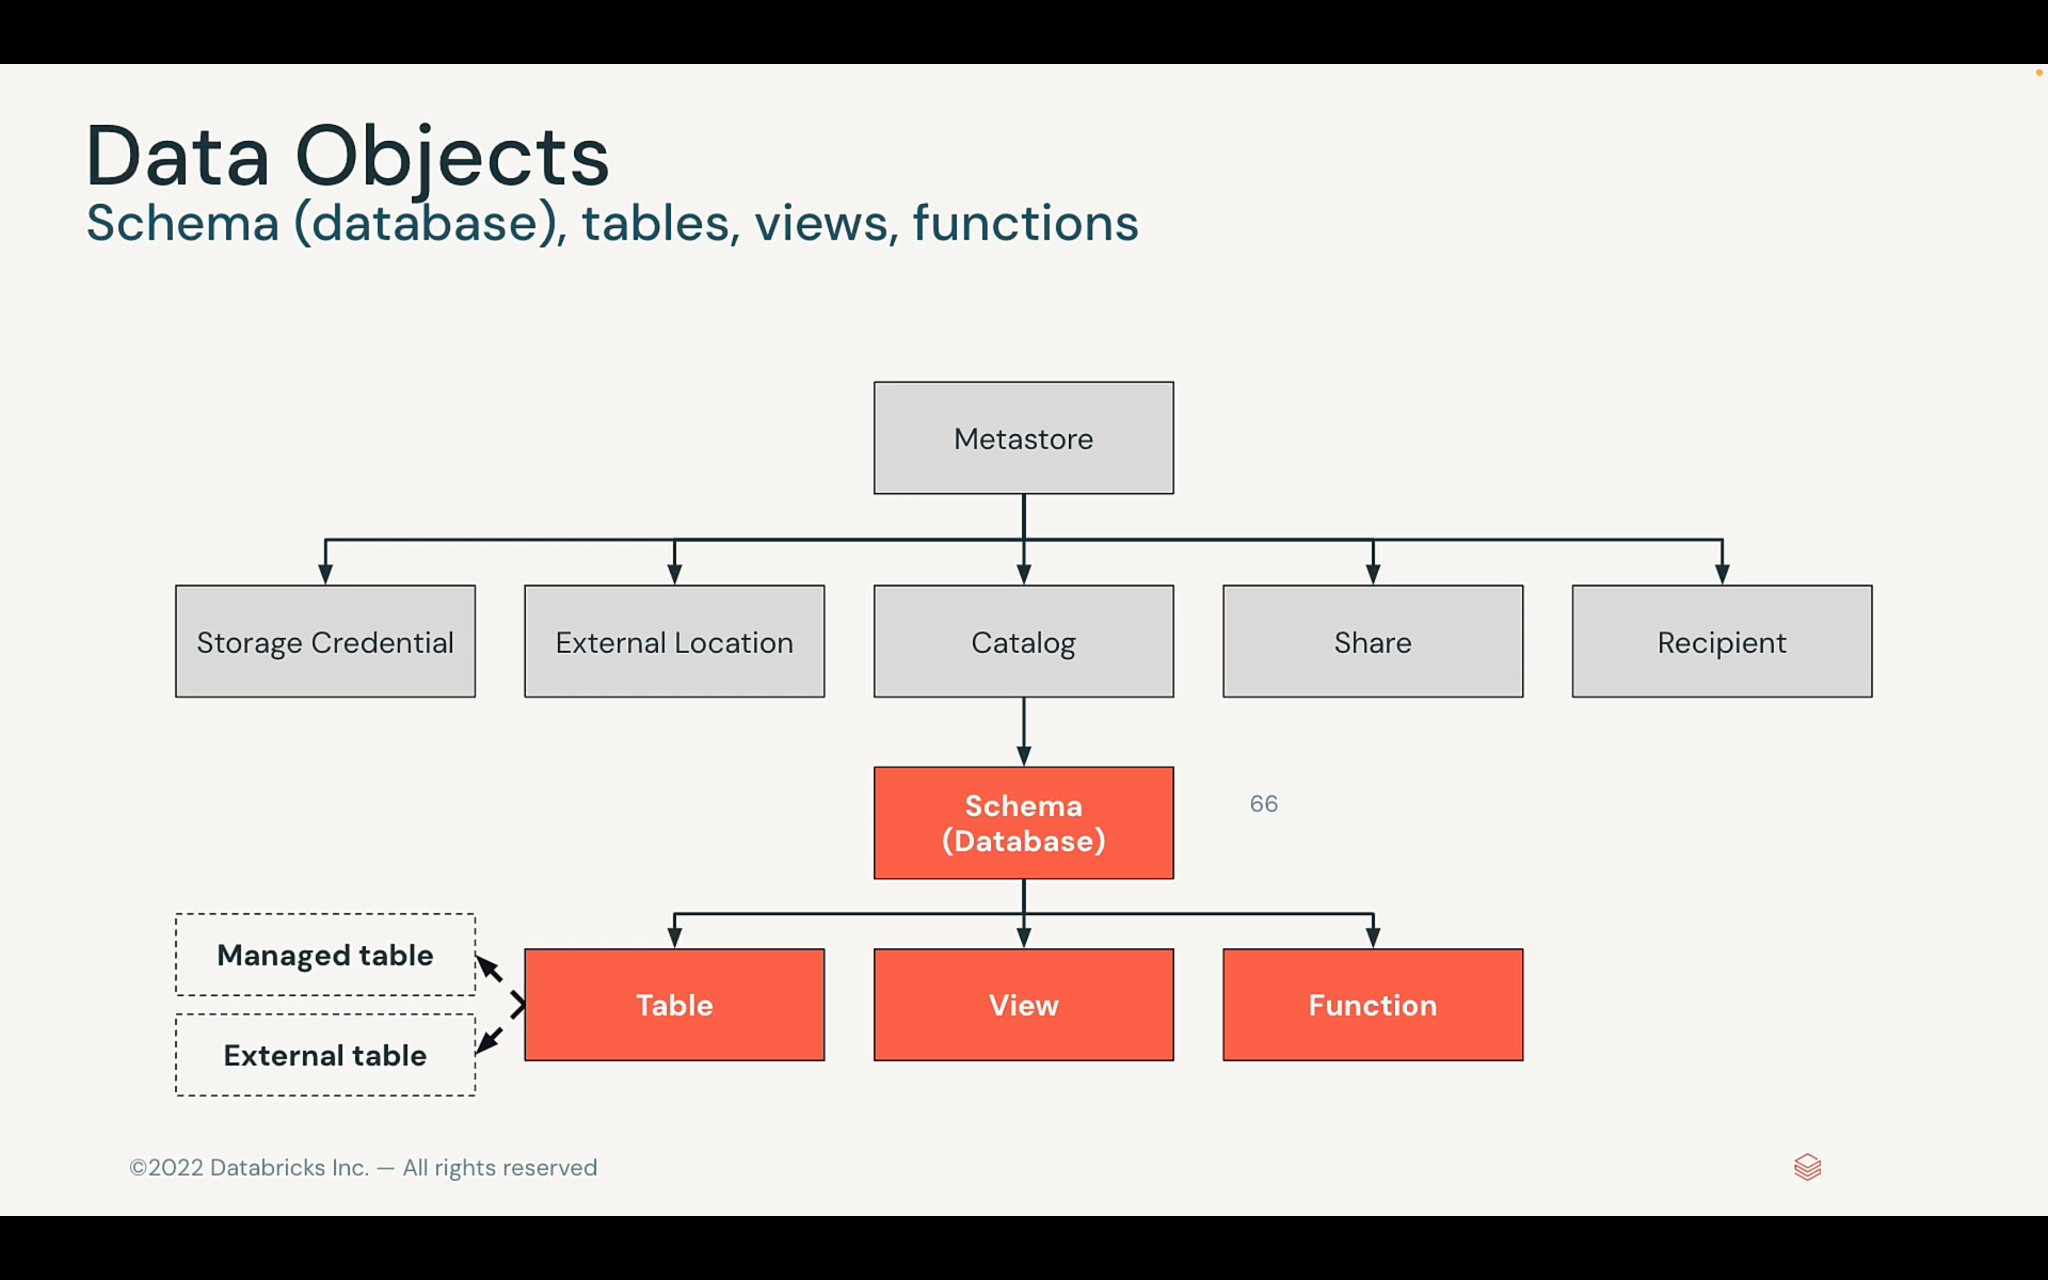 Data Objects
Schema (database), tables, views, functions
Metastore
Storage Credential
External Location
Catalog
Share
Recipient
Schema
(Database)
66
Managed table
External table
Table
View
Function
©2022 Databricks Inc. — All rights reserved